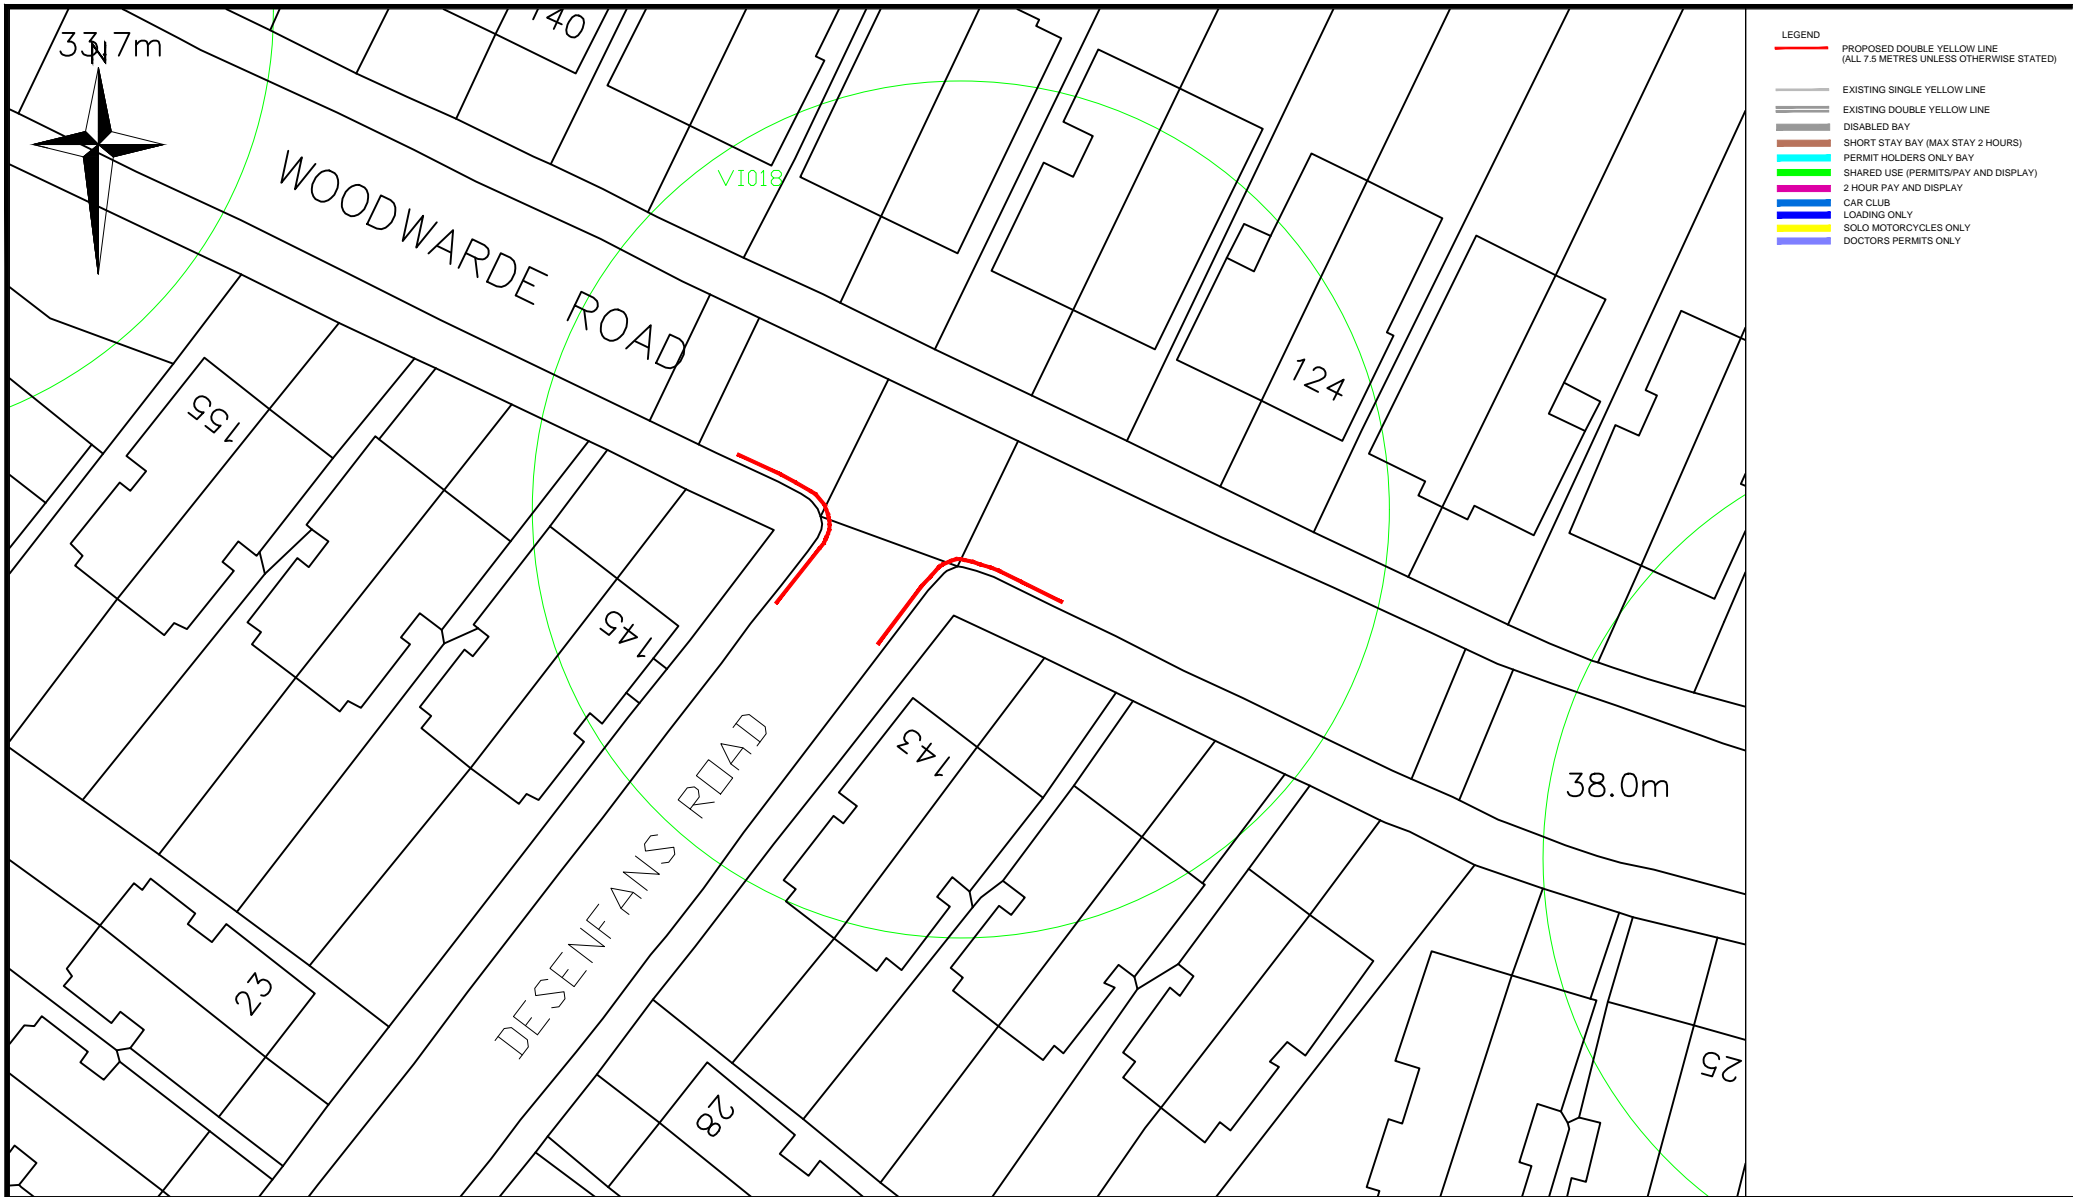 33.7m
N
140
VI018
WOODWARDE ROAD
124
155
145
143
38.0m
DESENFANS ROAD
23
28
25
LEGEND
PROPOSED DOUBLE YELLOW LINE
(ALL 7.5 METRES UNLESS OTHERWISE STATED)
EXISTING SINGLE YELLOW LINE
EXISTING DOUBLE YELLOW LINE
DISABLED BAY
SHORT STAY BAY (MAX STAY 2 HOURS)
PERMIT HOLDERS ONLY BAY
SHARED USE (PERMITS/PAY AND DISPLAY)
2 HOUR PAY AND DISPLAY
CAR CLUB
LOADING ONLY
SOLO MOTORCYCLES ONLY
DOCTORS PERMITS ONLY